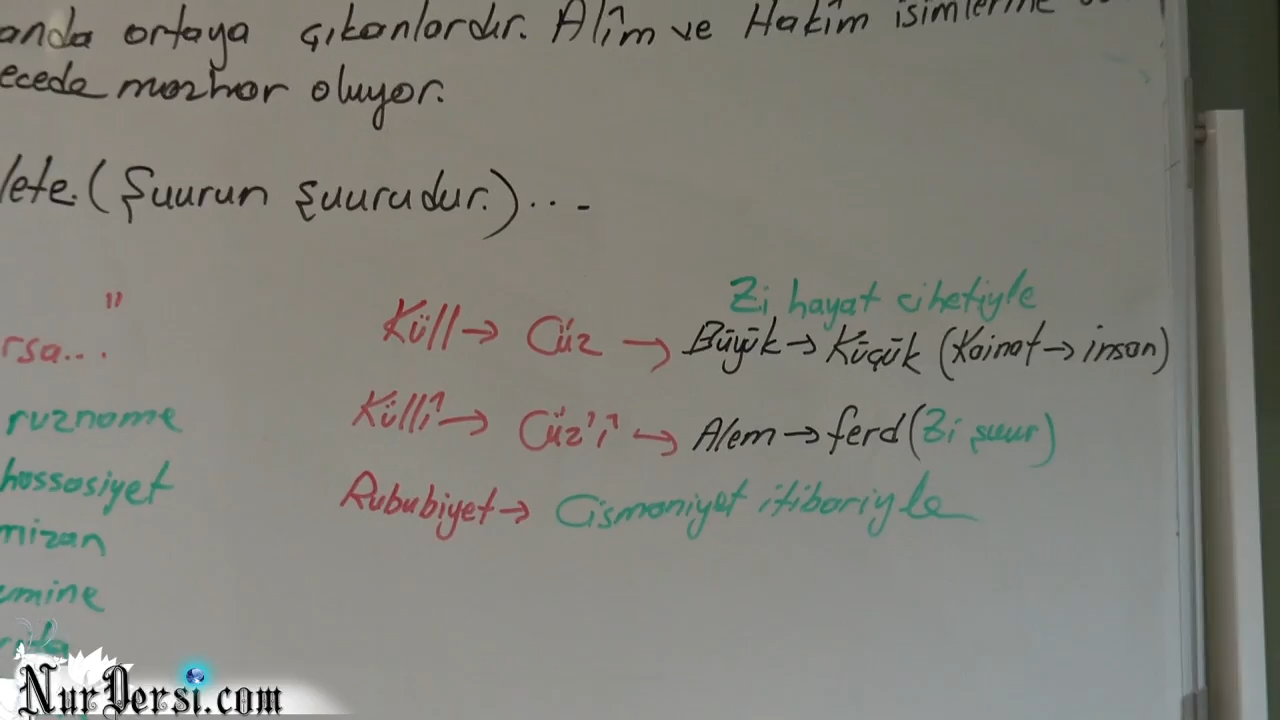 anda ortaya çıkanlardır. Alîm ve Hakîm isimlerine
ecede mazhar oluyor.
lete. (Şuurun şuurudur.) ...
"
rsa...
ruzname
hassasiyet
mizan
emine
Zi hayat cihetiyle
Küll → Cüz → Büyük → Küçük (Kainat → insan)
Küllî → Cüz'î → Alem → ferd (Zi şuur)
Rububiyet → Cismaniyet itibariyle
NurDersi.com